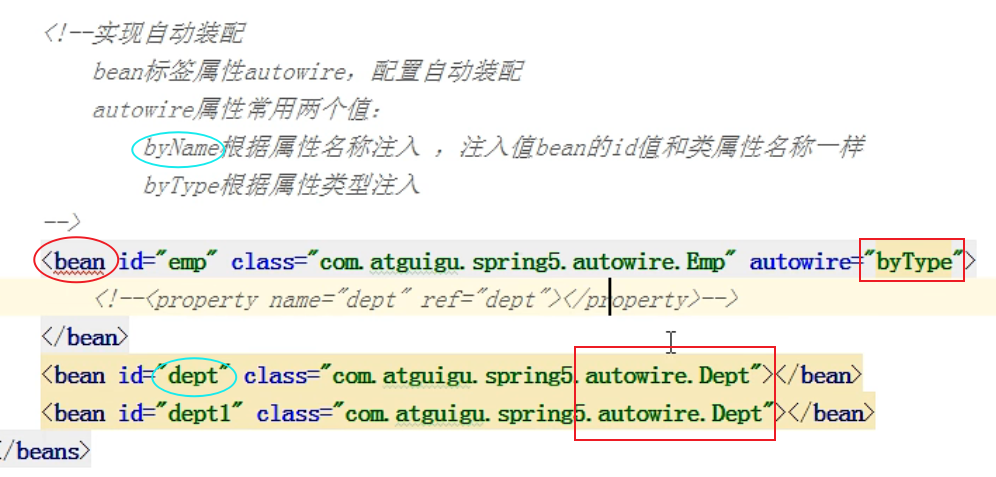 <!--实现自动装配
bean标签属性autowire，配置自动装配
autowire属性常用两个值：
byName根据属性名称注入 ，注入值bean的id值和类属性名称一样
byType根据属性类型注入
-->
<bean id="emp" class="com.atguigu.spring5.autowire.Emp" autowire="byType">
<!--<property name="dept" ref="dept"></property>-->
</bean>
<bean id="dept" class="com.atguigu.spring5.autowire.Dept"></bean>
<bean id="dept1" class="com.atguigu.spring5.autowire.Dept"></bean>
</beans>